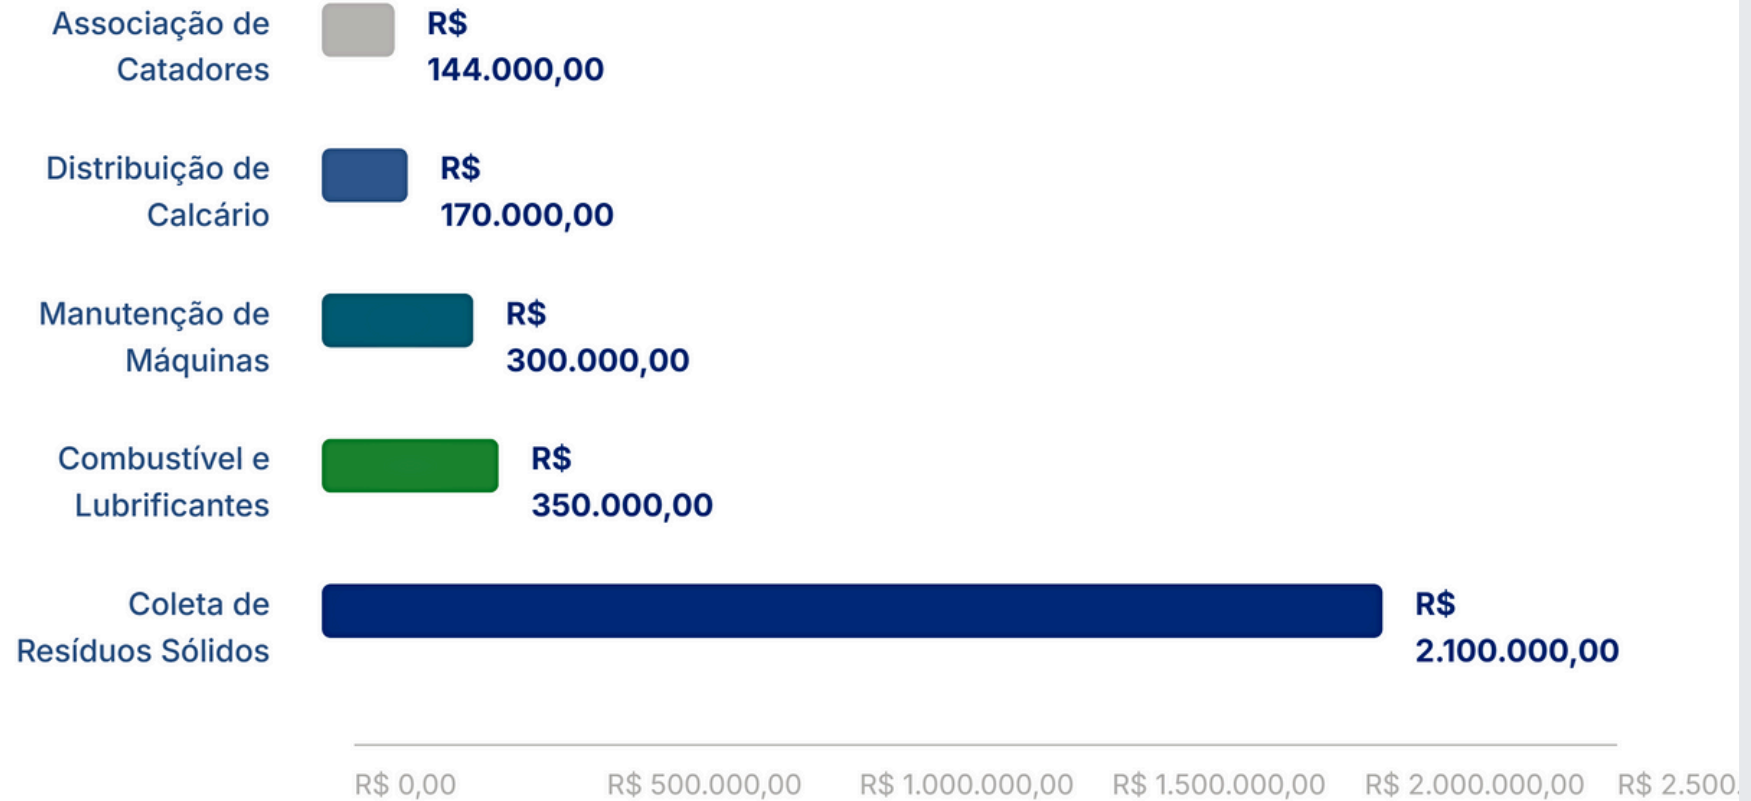 Associação de
Catadores
R$
144.000,00
Distribuição de
Calcário
R$
170.000,00
Manutenção de
Máquinas
R$
300.000,00
Combustível e
Lubrificantes
R$
350.000,00
Coleta de
Resíduos Sólidos
R$
2.100.000,00
R$ 0,00 R$ 500.000,00 R$ 1.000.000,00 R$ 1.500.000,00 R$ 2.000.000,00 R$ 2.500.